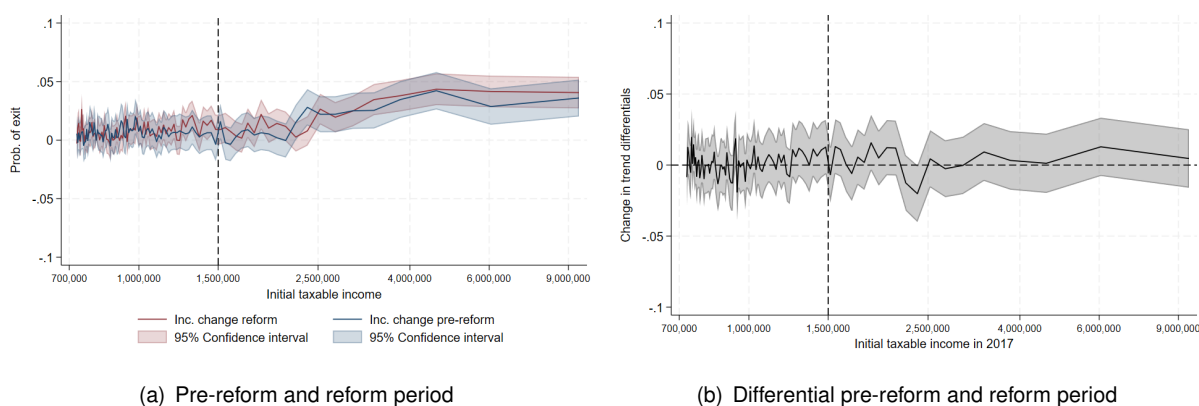 .1
.05
0
-.05
-.1
Prob. of exit
700,000 1,000,000 1,500,000 2,500,000 4,000,000 6,000,000 9,000,000
Initial taxable income
Inc. change reform Inc. change pre-reform
95% Confidence interval 95% Confidence interval
(a) Pre-reform and reform period
.1
.05
0
-.05
-.1
Change in trend differentials
700,000 1,000,000 1,500,000 2,500,000 4,000,000 6,000,000 9,000,000
Initial taxable income in 2017
(b) Differential pre-reform and reform period